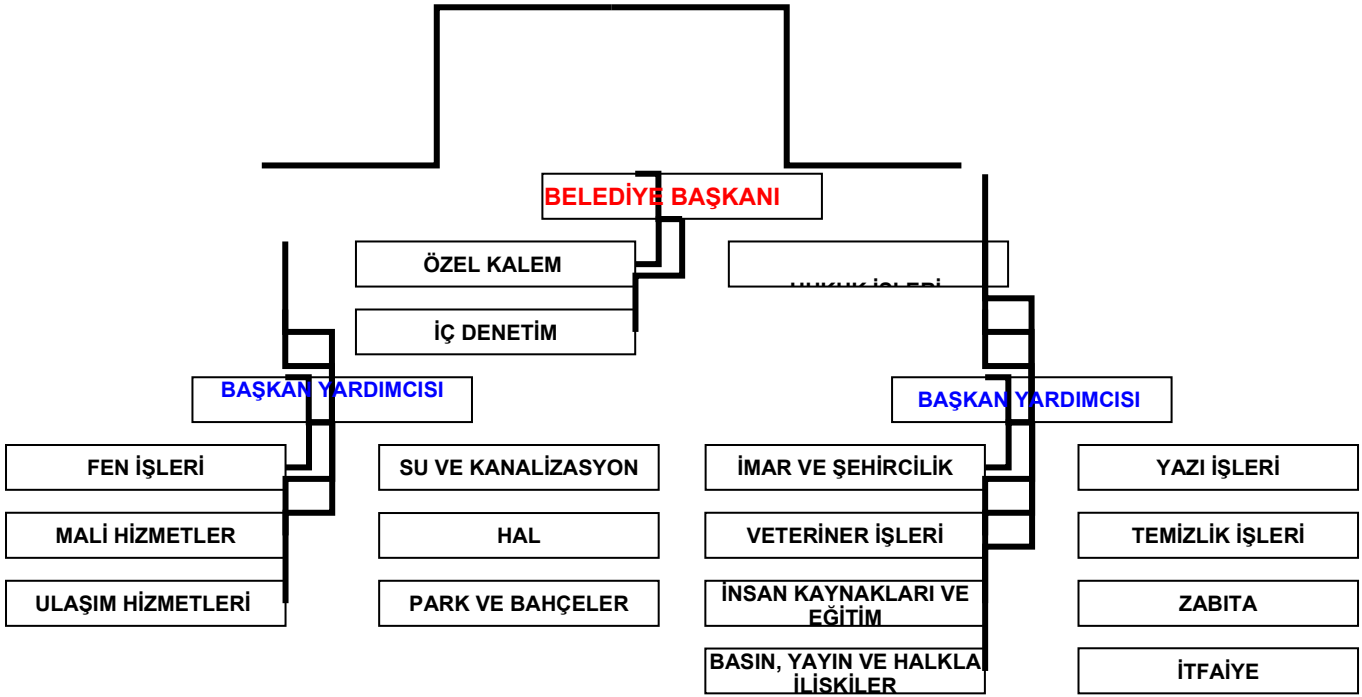 BELEDİYE BAŞKANI
ÖZEL KALEM
HUKUK İŞLERİ
İÇ DENETİM
BAŞKAN YARDIMCISI
BAŞKAN YARDIMCISI
FEN İŞLERİ
SU VE KANALİZASYON
İMAR VE ŞEHİRCİLİK
YAZI İŞLERİ
MALİ HİZMETLER
HAL
VETERİNER İŞLERİ
TEMİZLİK İŞLERİ
ULAŞIM HİZMETLERİ
PARK VE BAHÇELER
İNSAN KAYNAKLARI VE
EĞİTİM
ZABITA
BASIN, YAYIN VE HALKLA
İLİŞKİLER
İTFAİYE